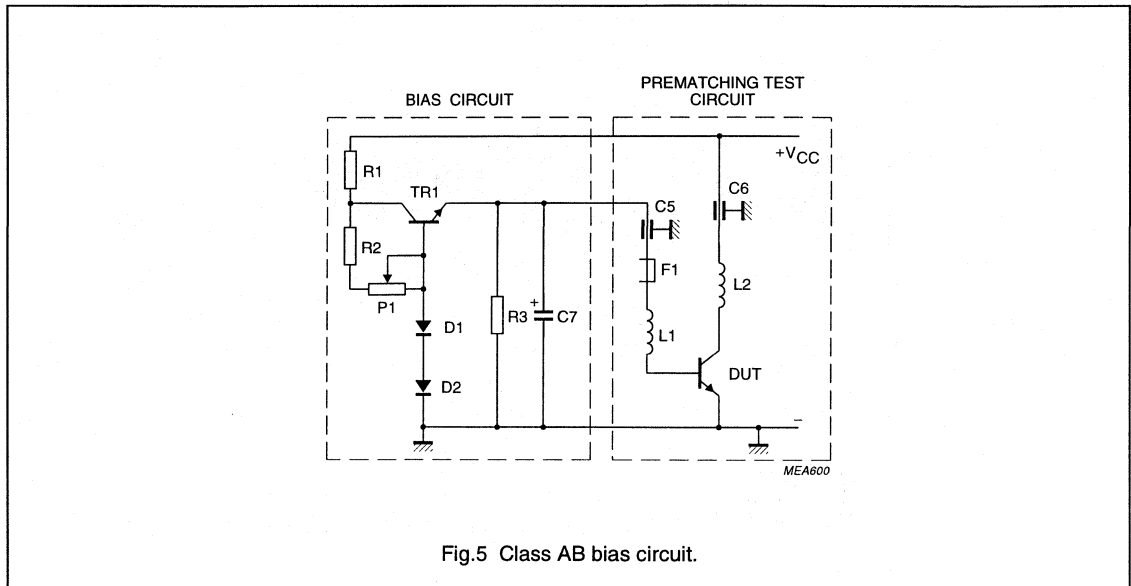 BIAS CIRCUIT
PREMATCHING TEST
CIRCUIT
+VCC
R1
TR1
C6
C5
R2
F1
L2
P1
D1
R3
+
C7
L1
DUT
D2
−
MEA600
Fig.5 Class AB bias circuit.